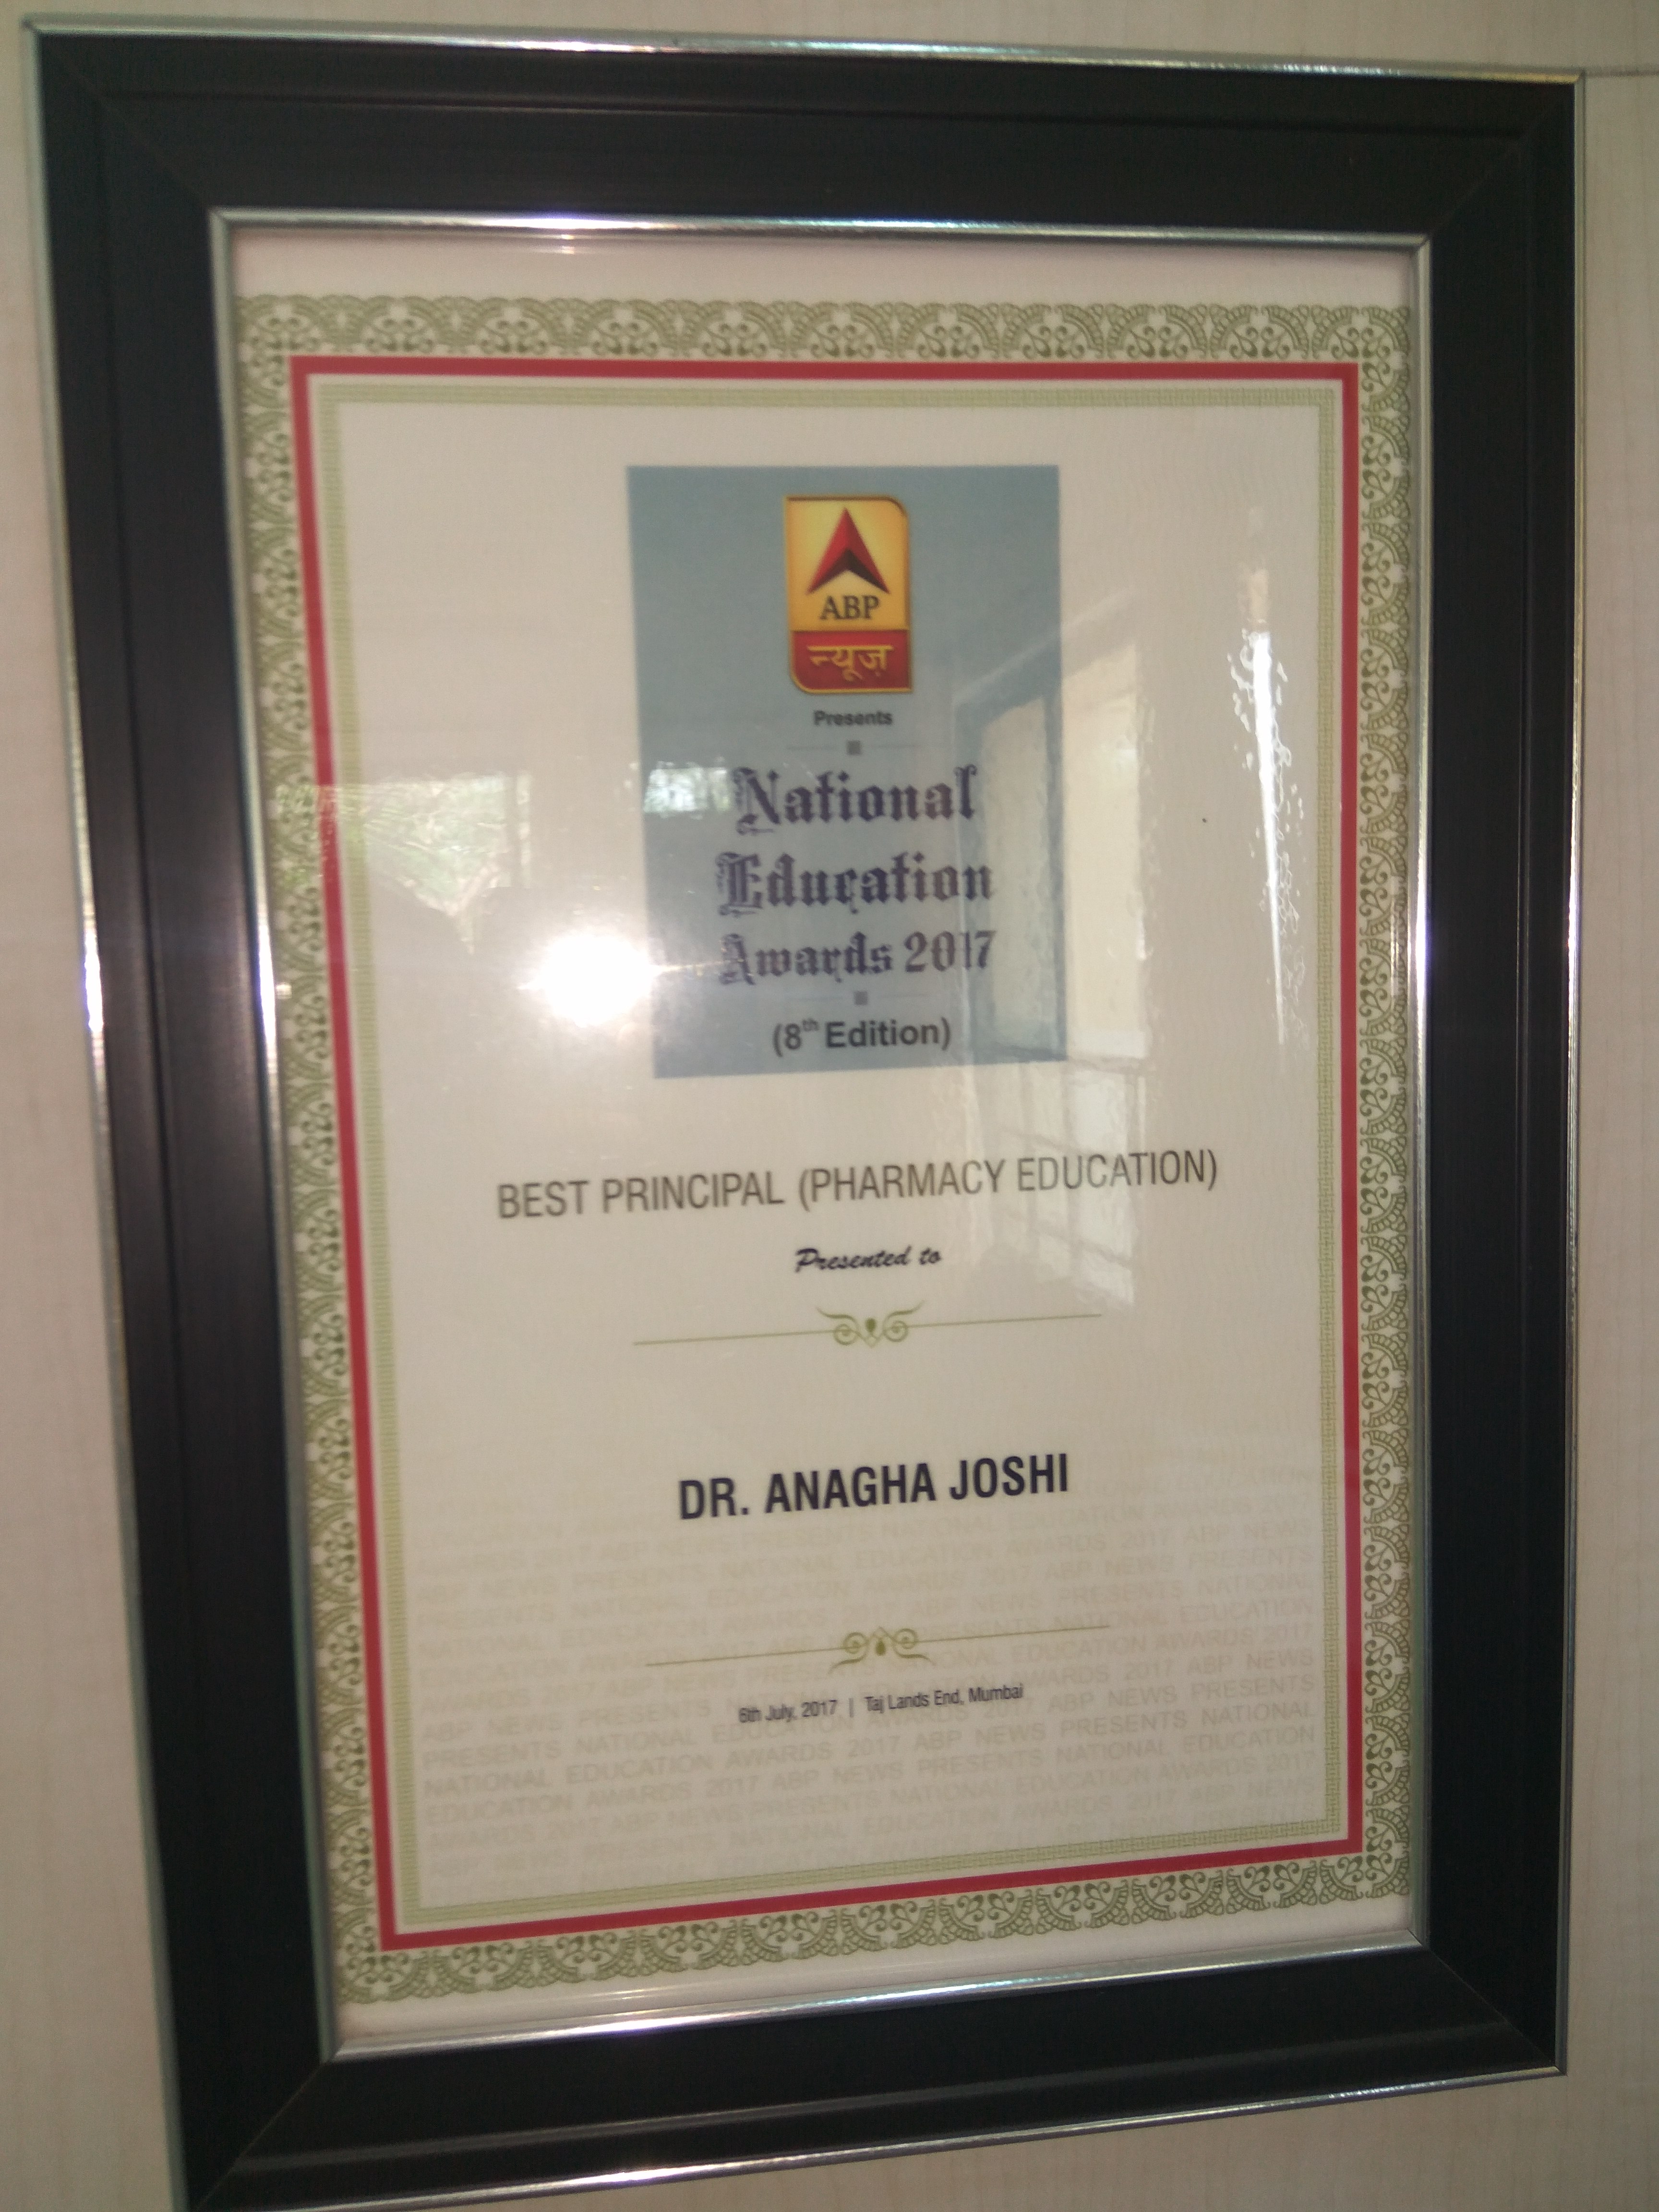 ABP
न्यूज़
Presents
National
Education
Awards 2017
(8th Edition)
BEST PRINCIPAL (PHARMACY EDUCATION)
Presented to
DR. ANAGHA JOSHI
6th July, 2017 | Taj Lands End, Mumbai